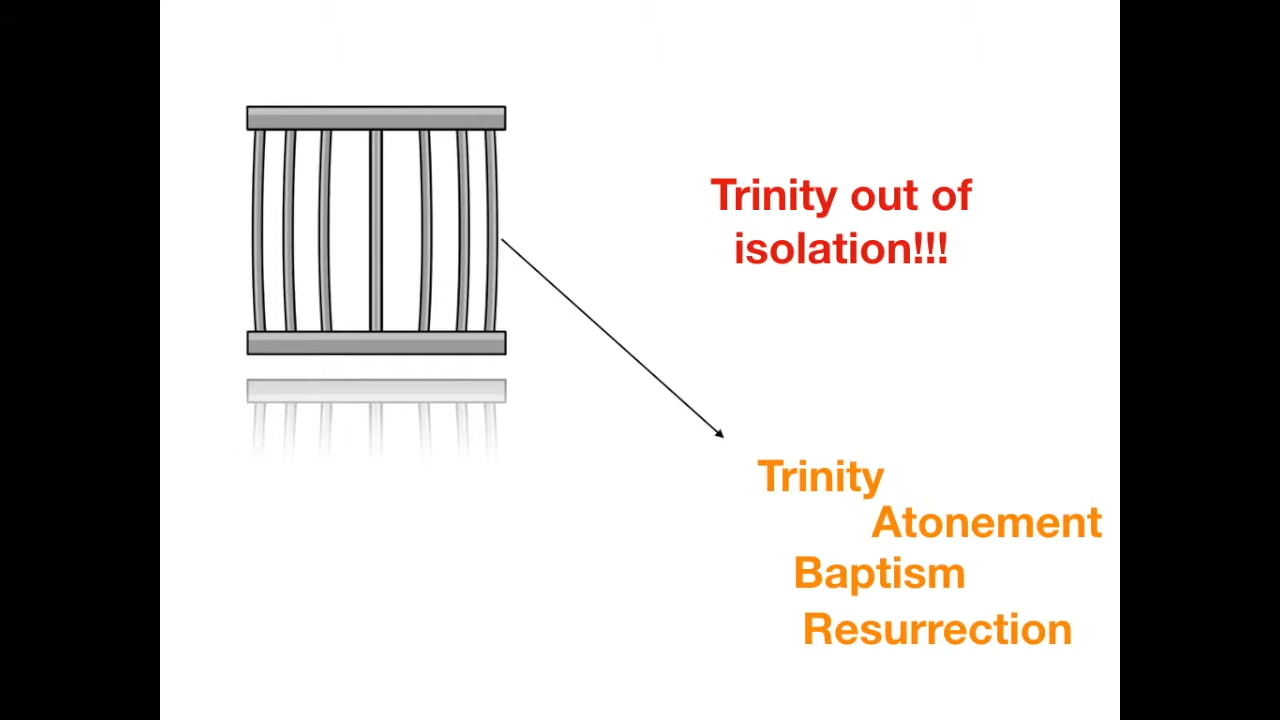 Trinity out of
isolation!!!
Trinity
Atonement
Baptism
Resurrection